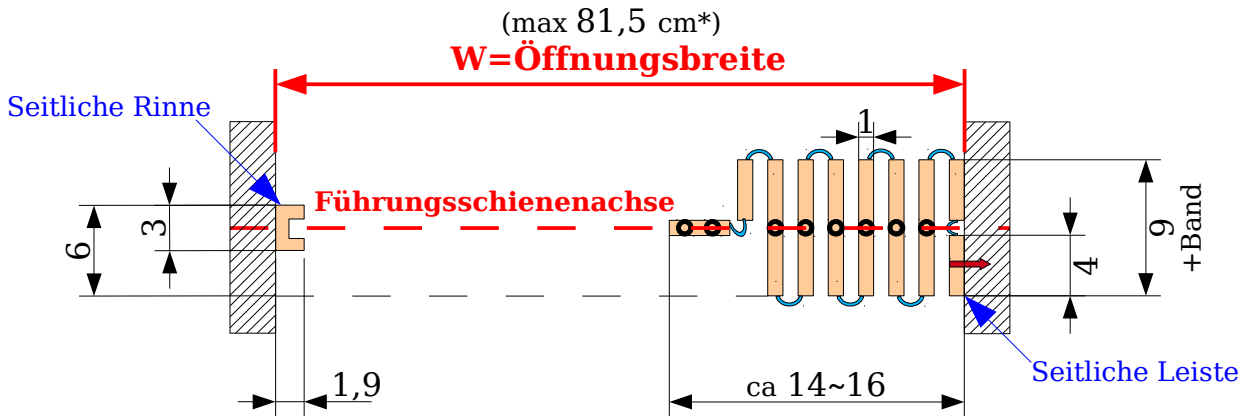 (max 81,5 cm*)
W=Öffnungsbreite
Seitliche Rinne
1
Führungsschienenachse
6
3
4
9
+Band
1,9
ca 14~16
Seitliche Leiste